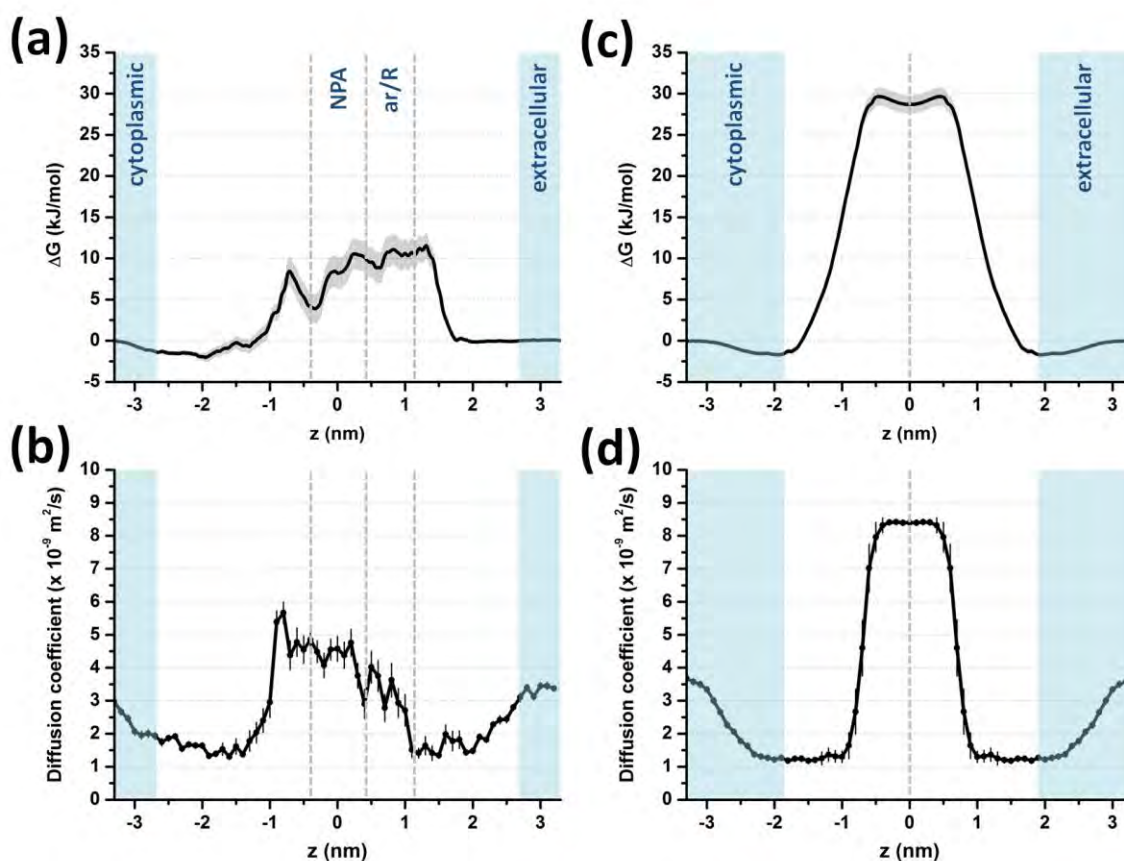 (a)
35
30
25
20
15
10
5
0
-5
ΔG (kJ/mol)
cytoplasmic
NPA
ar/R
extracellular
-3 -2 -1 0 1 2 3
z (nm)
(c)
35
30
25
20
15
10
5
0
-5
ΔG (kJ/mol)
cytoplasmic
extracellular
-3 -2 -1 0 1 2 3
z (nm)
(b)
10
9
8
7
6
5
4
3
2
1
0
Diffusion coefficient (x 10⁻⁹ m²/s)
-3 -2 -1 0 1 2 3
z (nm)
(d)
10
9
8
7
6
5
4
3
2
1
0
Diffusion coefficient (x 10⁻⁹ m²/s)
-3 -2 -1 0 1 2 3
z (nm)